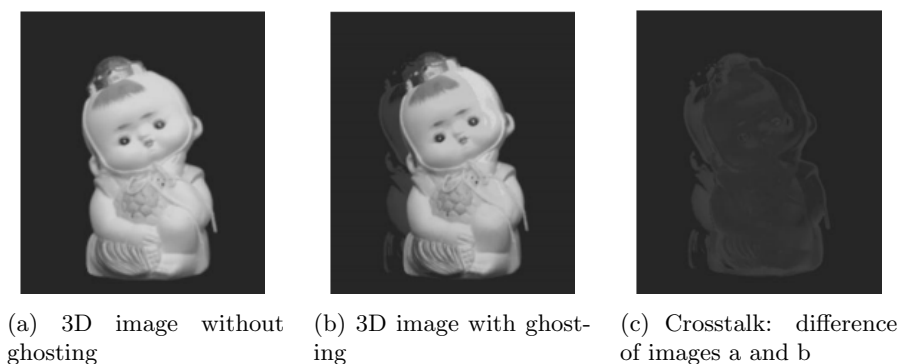 (a) 3D image without
ghosting
(b) 3D image with ghost-
ing
(c) Crosstalk: difference
of images a and b